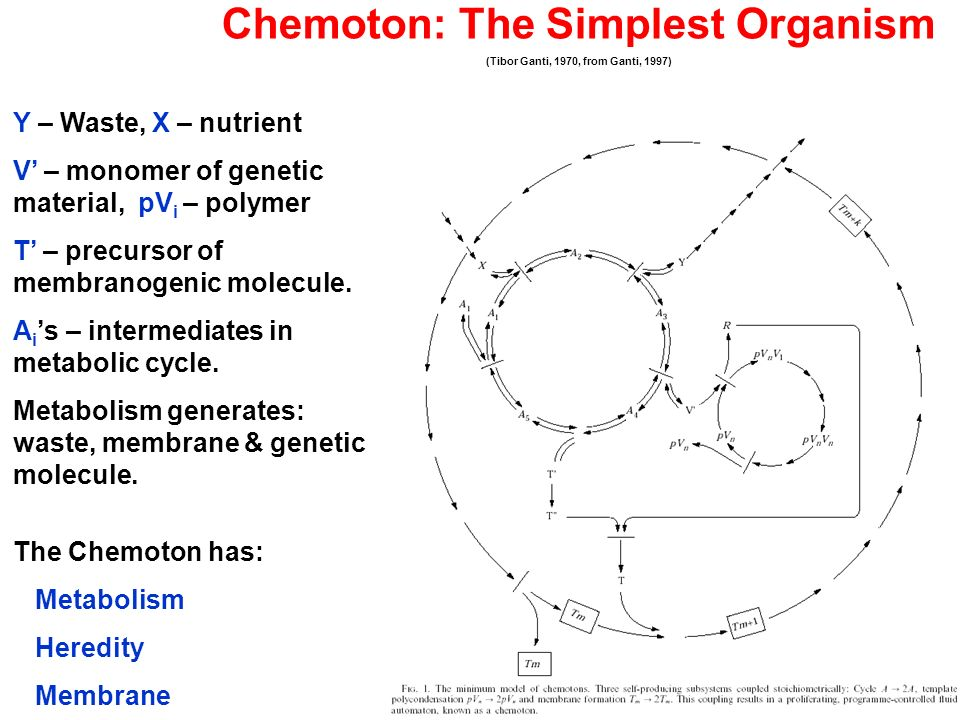 Chemoton: The Simplest Organism
(Tibor Ganti, 1970, from Ganti, 1997)
Y – Waste, X – nutrient
V’ – monomer of genetic
material, pVi – polymer
T’ – precursor of
membranogenic molecule.
Ai’s – intermediates in
metabolic cycle.
Metabolism generates:
waste, membrane & genetic
molecule.
The Chemoton has:
Metabolism
Heredity
Membrane
Tm+k
X
A2
Y
A1
A1
A3
R
pVnV1
V'
A5
A4
pVn
pVn
pVnVn
T'
T"
T
Tm
Tm+1
Tm
FIG. 1. The minimum model of chemotons. Three self-producing subsystems coupled stoichiometrically: Cycle A → 2A, template
polycondensation pVn → 2pVn and membrane formation Tm → 2Tm. This coupling results in a proliferating, programme-controlled fluid
automaton, known as a chemoton.